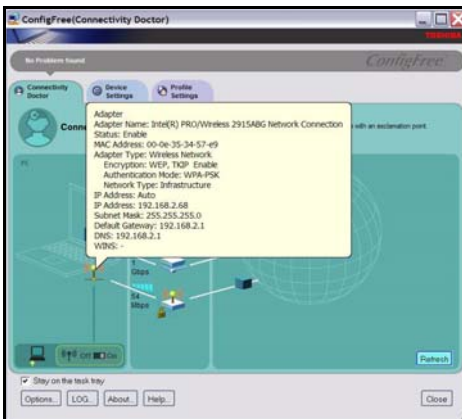 ConfigFree(Connectivity Doctor)
TOSHIBA
No Problem found
ConfigFree
Connectivity Doctor
Device Settings
Profile Settings
Conne
with an exclamation point.
Adapter
Adapter Name: Intel(R) PRO/Wireless 2915ABG Network Connection
Status: Enable
MAC Address: 00-0e-35-34-57-e9
Adapter Type: Wireless Network
Encryption: WEP, TKIP Enable
Authentication Mode: WPA-PSK
Network Type: Infrastructure
IP Address: Auto
IP Address: 192.168.2.68
Subnet Mask: 255.255.255.0
Default Gateway: 192.168.2.1
DNS: 192.168.2.1
WINS: -
PC
1
Gbps
54
Mbps
Off
On
Refresh
Stay on the task tray
Options...
LOG...
About...
Help...
Close